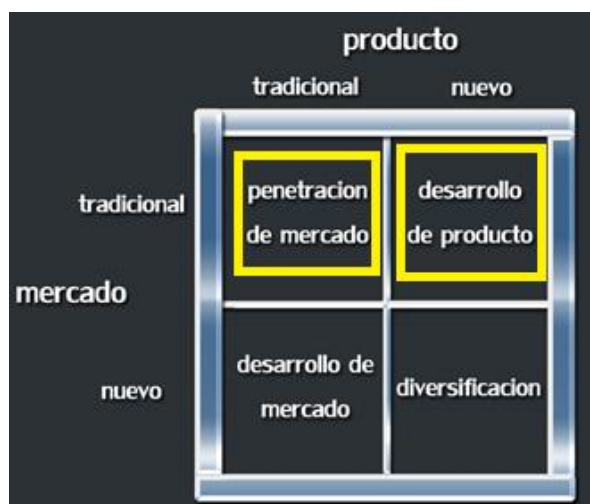 producto
tradicional nuevo
tradicional
penetracion
de mercado
desarrollo
de producto
mercado
nuevo
desarrollo de
mercado
diversificacion